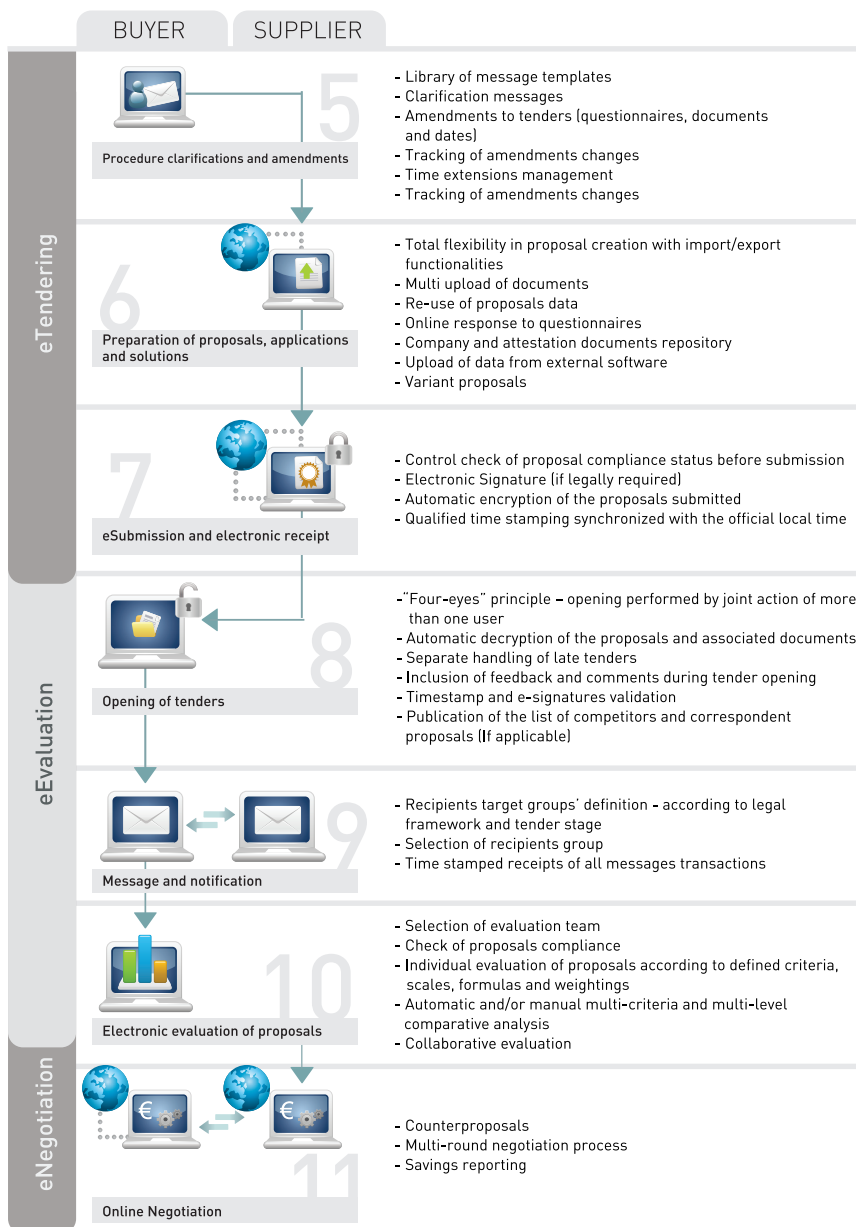 BUYER
SUPPLIER
eTendering
5
Procedure clarifications and amendments
- Library of message templates
- Clarification messages
- Amendments to tenders (questionnaires, documents
and dates)
- Tracking of amendments changes
- Time extensions management
- Tracking of amendments changes
6
Preparation of proposals, applications
and solutions
- Total flexibility in proposal creation with import/export
functionalities
- Multi upload of documents
- Re-use of proposals data
- Online response to questionnaires
- Company and attestation documents repository
- Upload of data from external software
- Variant proposals
7
eSubmission and electronic receipt
- Control check of proposal compliance status before submission
- Electronic Signature (if legally required)
- Automatic encryption of the proposals submitted
- Qualified time stamping synchronized with the official local time
eEvaluation
8
Opening of tenders
-“Four-eyes” principle – opening performed by joint action of more
than one user
- Automatic decryption of the proposals and associated documents
- Separate handling of late tenders
- Inclusion of feedback and comments during tender opening
- Timestamp and e-signatures validation
- Publication of the list of competitors and correspondent
proposals (If applicable)
9
Message and notification
- Recipients target groups’ definition - according to legal
framework and tender stage
- Selection of recipients group
- Time stamped receipts of all messages transactions
10
Electronic evaluation of proposals
- Selection of evaluation team
- Check of proposals compliance
- Individual evaluation of proposals according to defined criteria,
scales, formulas and weightings
- Automatic and/or manual multi-criteria and multi-level
comparative analysis
- Collaborative evaluation
eNegotiation
€
€
11
Online Negotiation
- Counterproposals
- Multi-round negotiation process
- Savings reporting